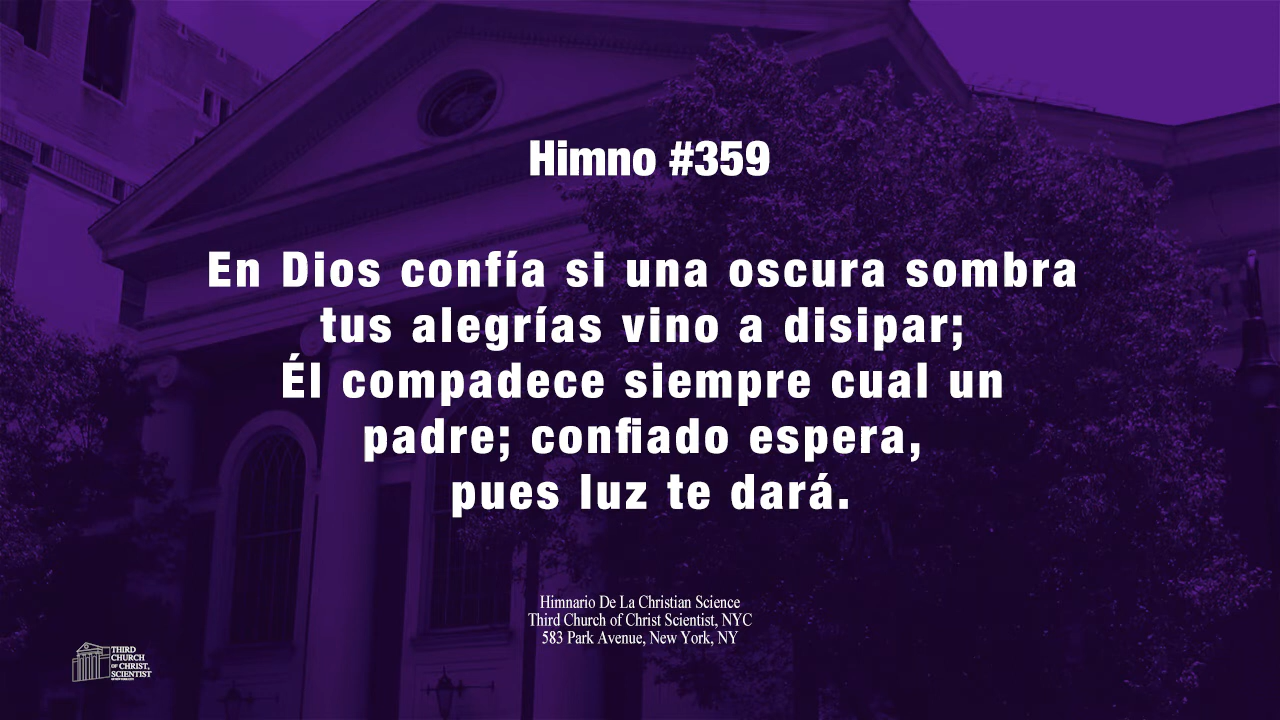 Himno #359
En Dios confía si una oscura sombra
tus alegrías vino a disipar;
Él compadece siempre cual un
padre; confiado espera,
pues luz te dará.
Himnario De La Christian Science
Third Church of Christ Scientist, NYC
583 Park Avenue, New York, NY
THIRD
CHURCH
OF CHRIST,
SCIENTIST